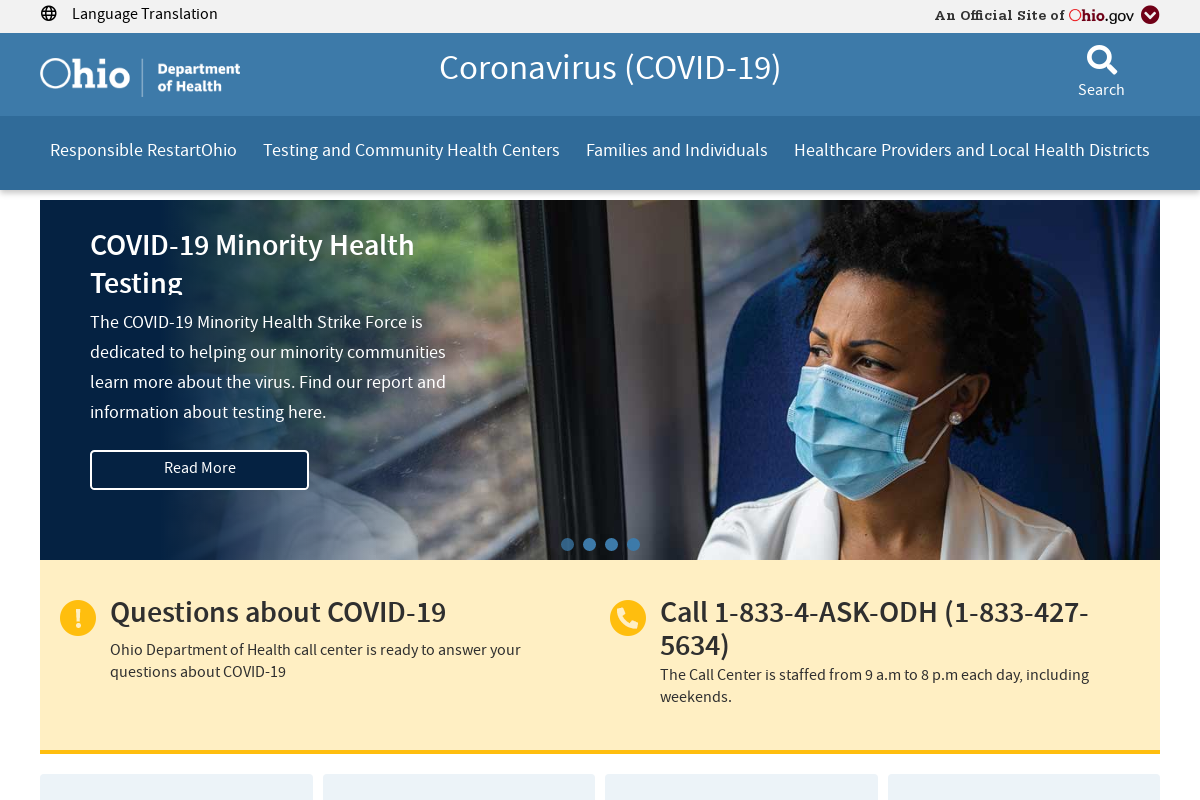 Language Translation
An Official Site of Ohio.gov
Ohio
Department
of Health
Coronavirus (COVID-19)
Search
Responsible RestartOhio
Testing and Community Health Centers
Families and Individuals
Healthcare Providers and Local Health Districts
COVID-19 Minority Health
Testing
The COVID-19 Minority Health Strike Force is
dedicated to helping our minority communities
learn more about the virus. Find our report and
information about testing here.
Read More
Questions about COVID-19
Ohio Department of Health call center is ready to answer your
questions about COVID-19
Call 1-833-4-ASK-ODH (1-833-427-
5634)
The Call Center is staffed from 9 a.m to 8 p.m each day, including
weekends.